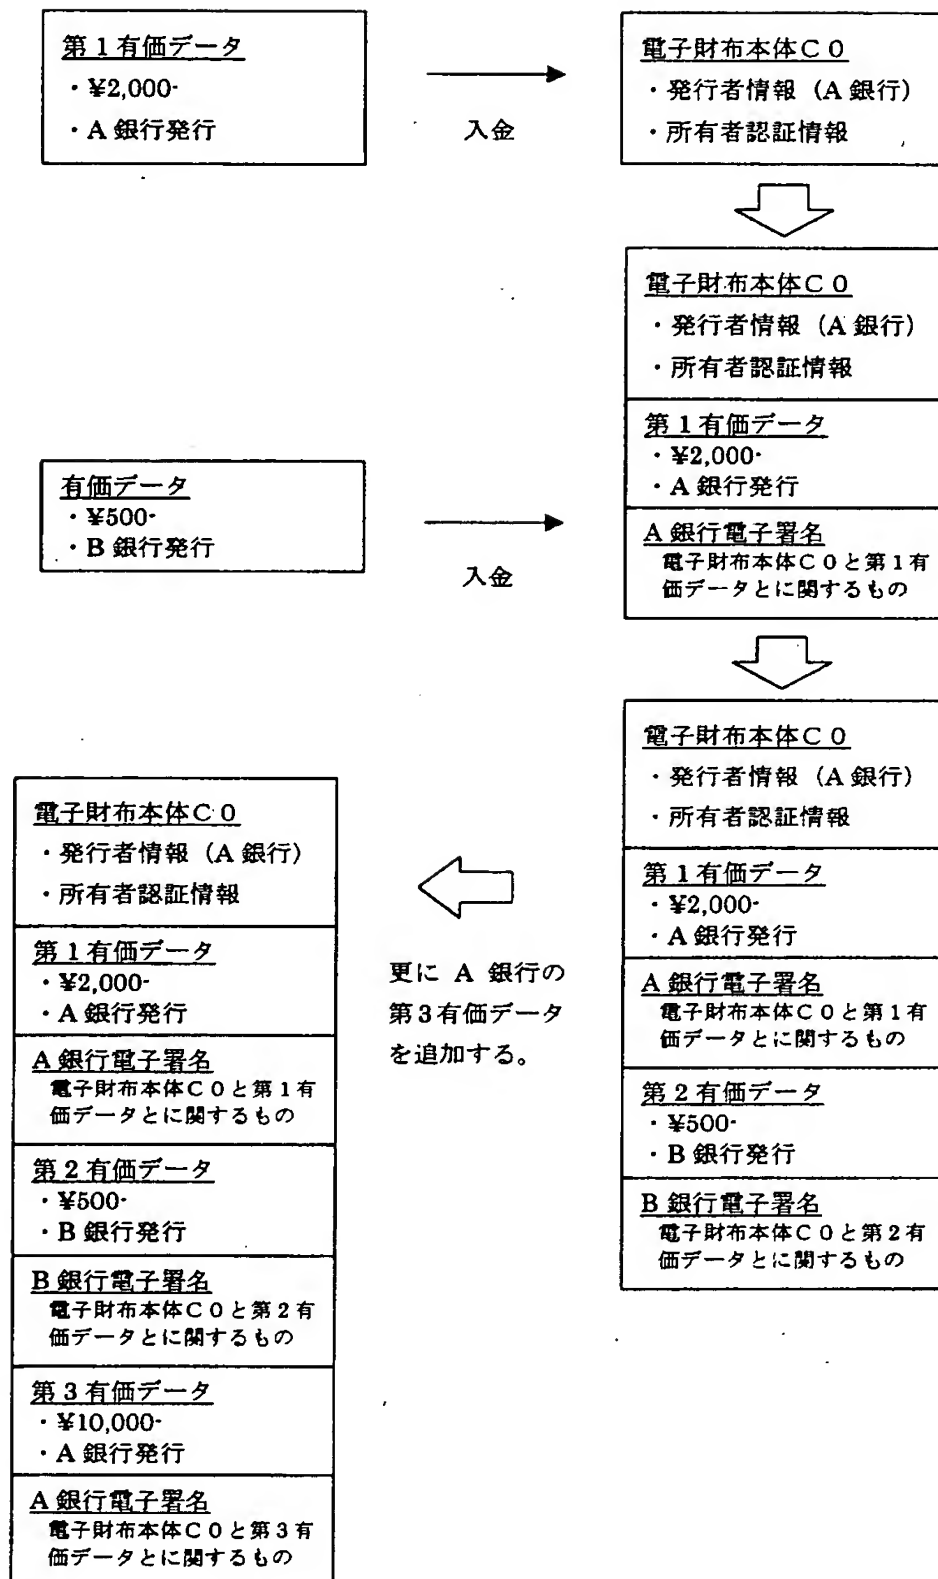 第1有価データ
・¥2,000-
・A 銀行発行
入金
電子財布本体C0
・発行者情報 (A 銀行)
・所有者認証情報
電子財布本体C0
・発行者情報 (A 銀行)
・所有者認証情報
第1有価データ
・¥2,000-
・A 銀行発行
A 銀行電子署名
電子財布本体C0と第1有
価データとに関するもの
有価データ
・¥500-
・B 銀行発行
入金
電子財布本体C0
・発行者情報 (A 銀行)
・所有者認証情報
第1有価データ
・¥2,000-
・A 銀行発行
A 銀行電子署名
電子財布本体C0と第1有
価データとに関するもの
第2有価データ
・¥500-
・B 銀行発行
B 銀行電子署名
電子財布本体C0と第2有
価データとに関するもの
更に A 銀行の
第3有価データ
を追加する。
電子財布本体C0
・発行者情報 (A 銀行)
・所有者認証情報
第1有価データ
・¥2,000-
・A 銀行発行
A 銀行電子署名
電子財布本体C0と第1有
価データとに関するもの
第2有価データ
・¥500-
・B 銀行発行
B 銀行電子署名
電子財布本体C0と第2有
価データとに関するもの
第3有価データ
・¥10,000-
・A 銀行発行
A 銀行電子署名
電子財布本体C0と第3有
価データとに関するもの